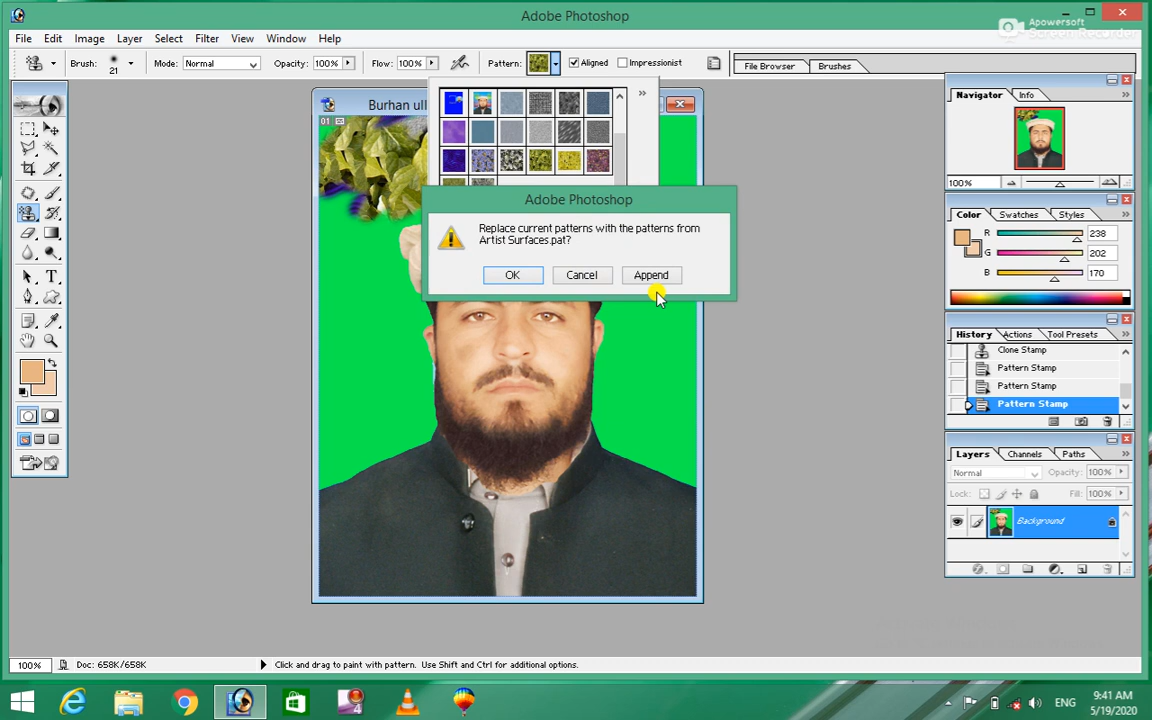 Adobe Photoshop
Apowersoft
Screen Recorder
File Edit Image Layer Select Filter View Window Help
Brush: 21 Mode: Normal Opacity: 100% Flow: 100% Pattern: Aligned Impressionist File Browser Brushes
Burhan ull
01
Adobe Photoshop
Replace current patterns with the patterns from
Artist Surfaces.pat?
OK Cancel Append
Navigator Info
100%
Color Swatches Styles
R 238
G 202
B 170
History Actions Tool Presets
Clone Stamp
Pattern Stamp
Pattern Stamp
Pattern Stamp
Layers Channels Paths
Normal Opacity: 100%
Lock: Fill: 100%
Background
T
100% Doc: 658K/658K Click and drag to paint with pattern. Use Shift and Ctrl for additional options.
4
ENG
9:41 AM
5/19/2020